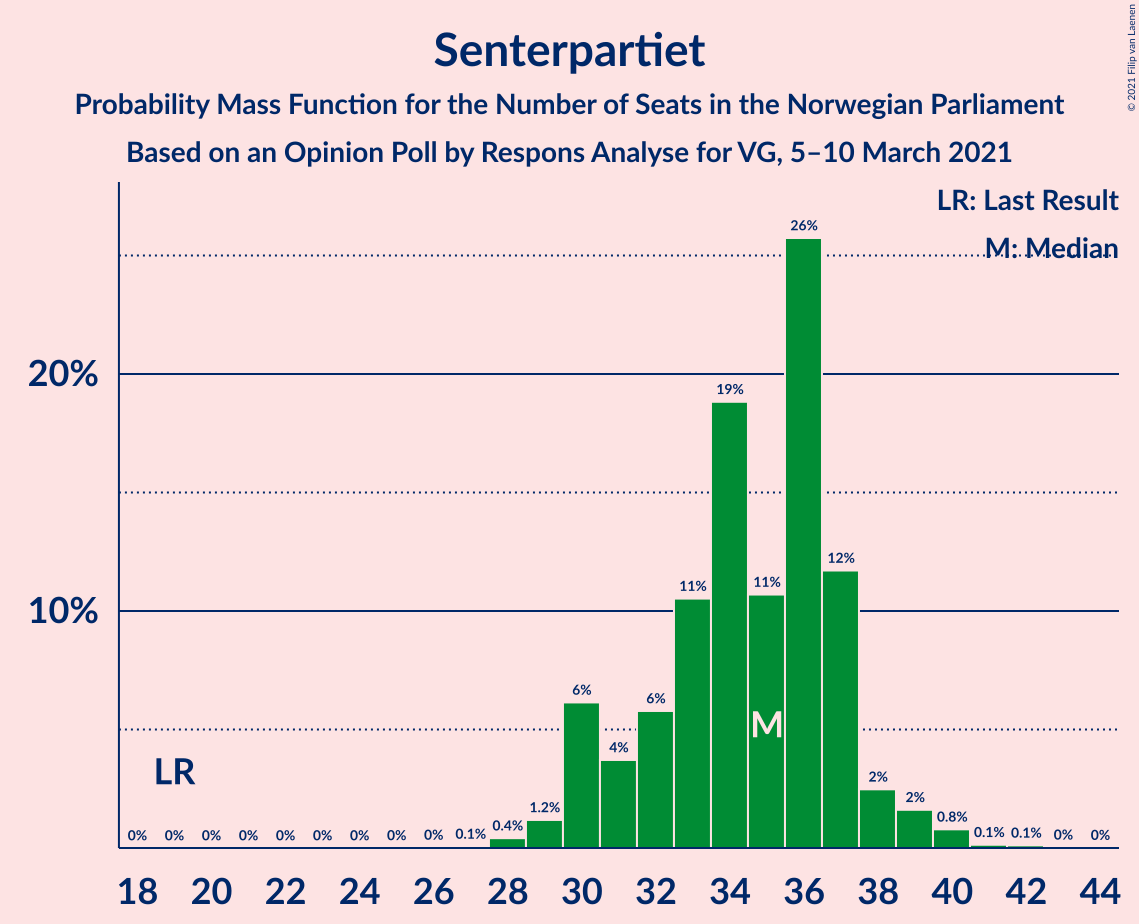 Senterpartiet
Probability Mass Function for the Number of Seats in the Norwegian Parliament
Based on an Opinion Poll by Respons Analyse for VG, 5–10 March 2021
© 2021 Filip van Laenen
LR: Last Result
M: Median
20%
10%
0% 0% 0% 0% 0% 0% 0% 0% 0% 0.1% 0.4% 1.2% 6% 4% 6% 11% 19% 11% 26% 12% 2% 2% 0.8% 0.1% 0.1% 0% 0%
LR
M
18 20 22 24 26 28 30 32 34 36 38 40 42 44